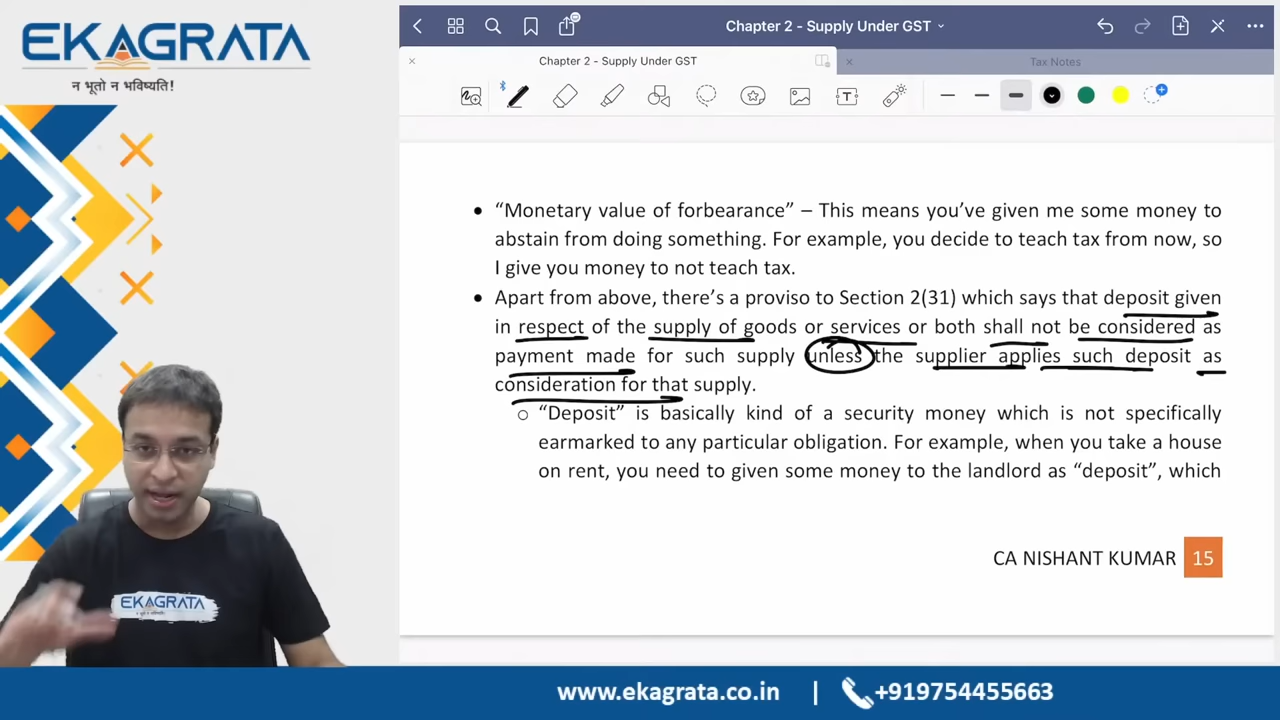 EKAGRATA
न भूतो न भविष्यति!
Chapter 2 - Supply Under GST
Chapter 2 - Supply Under GST
Tax Notes
• “Monetary value of forbearance” – This means you’ve given me some money to
abstain from doing something. For example, you decide to teach tax from now, so
I give you money to not teach tax.
• Apart from above, there’s a proviso to Section 2(31) which says that deposit given
in respect of the supply of goods or services or both shall not be considered as
payment made for such supply unless the supplier applies such deposit as
consideration for that supply.
o “Deposit” is basically kind of a security money which is not specifically
earmarked to any particular obligation. For example, when you take a house
on rent, you need to given some money to the landlord as “deposit”, which
CA NISHANT KUMAR 15
EKAGRATA
www.ekagrata.co.in | +919754455663